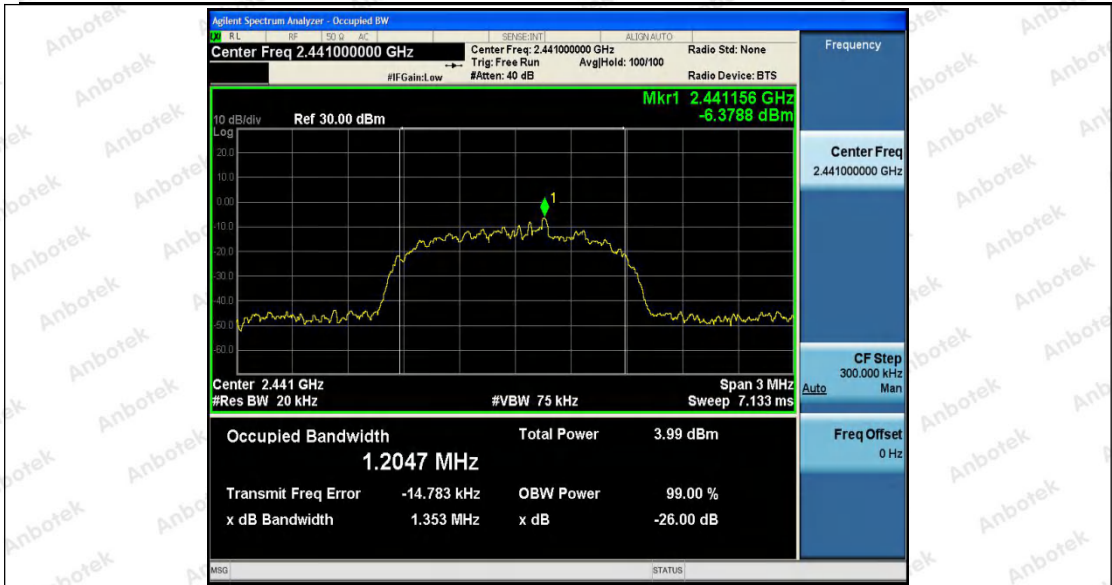 Agilent Spectrum Analyzer - Occupied BW
LXI RL RF 50 Ω AC SENSE:INT ALIGNAUTO
Center Freq 2.441000000 GHz
Center Freq: 2.441000000 GHz
Radio Std: None
Trig: Free Run Avg|Hold: 100/100
#IFGain:Low
#Atten: 40 dB
Radio Device: BTS
Frequency
Mkr1 2.441156 GHz
-6.3788 dBm
10 dB/div Ref 30.00 dBm
Log
20.0
10.0
0.00
-10.0
-20.0
-30.0
-40.0
-50.0
-60.0
1
Center 2.441 GHz
Span 3 MHz
#Res BW 20 kHz
#VBW 75 kHz
Sweep 7.133 ms
Center Freq
2.441000000 GHz
CF Step
300.000 kHz
Auto Man
Freq Offset
0 Hz
Occupied Bandwidth
1.2047 MHz
Total Power 3.99 dBm
Transmit Freq Error -14.783 kHz OBW Power 99.00 %
x dB Bandwidth 1.353 MHz x dB -26.00 dB
MSG STATUS
Anbotek